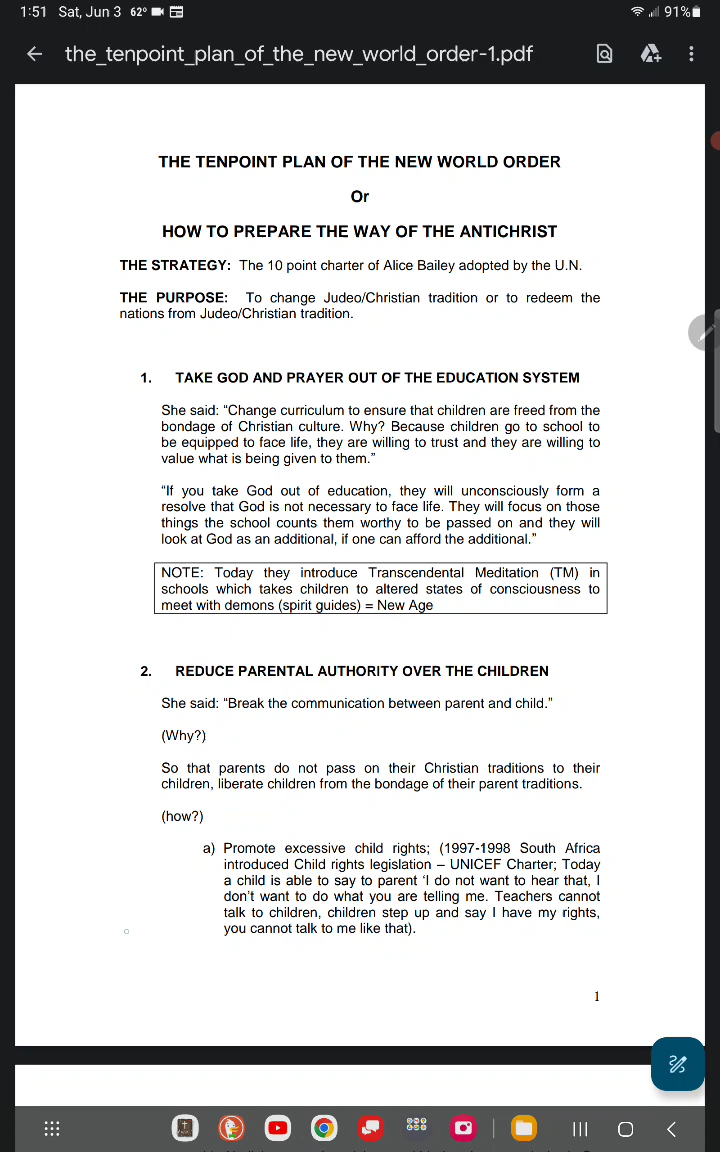 1:51 Sat, Jun 3 62°
91%
the_tenpoint_plan_of_the_new_world_order-1.pdf
THE TENPOINT PLAN OF THE NEW WORLD ORDER
Or
HOW TO PREPARE THE WAY OF THE ANTICHRIST
THE STRATEGY: The 10 point charter of Alice Bailey adopted by the U.N.
THE PURPOSE: To change Judeo/Christian tradition or to redeem the
nations from Judeo/Christian tradition.
1. TAKE GOD AND PRAYER OUT OF THE EDUCATION SYSTEM
She said: “Change curriculum to ensure that children are freed from the
bondage of Christian culture. Why? Because children go to school to
be equipped to face life, they are willing to trust and they are willing to
value what is being given to them.”
“If you take God out of education, they will unconsciously form a
resolve that God is not necessary to face life. They will focus on those
things the school counts them worthy to be passed on and they will
look at God as an additional, if one can afford the additional.”
NOTE: Today they introduce Transcendental Meditation (TM) in
schools which takes children to altered states of consciousness to
meet with demons (spirit guides) = New Age
2. REDUCE PARENTAL AUTHORITY OVER THE CHILDREN
She said: “Break the communication between parent and child.”
(Why?)
So that parents do not pass on their Christian traditions to their
children, liberate children from the bondage of their parent traditions.
(how?)
a) Promote excessive child rights; (1997-1998 South Africa
introduced Child rights legislation – UNICEF Charter; Today
a child is able to say to parent ‘I do not want to hear that, I
don’t want to do what you are telling me. Teachers cannot
talk to children, children step up and say I have my rights,
you cannot talk to me like that).
1